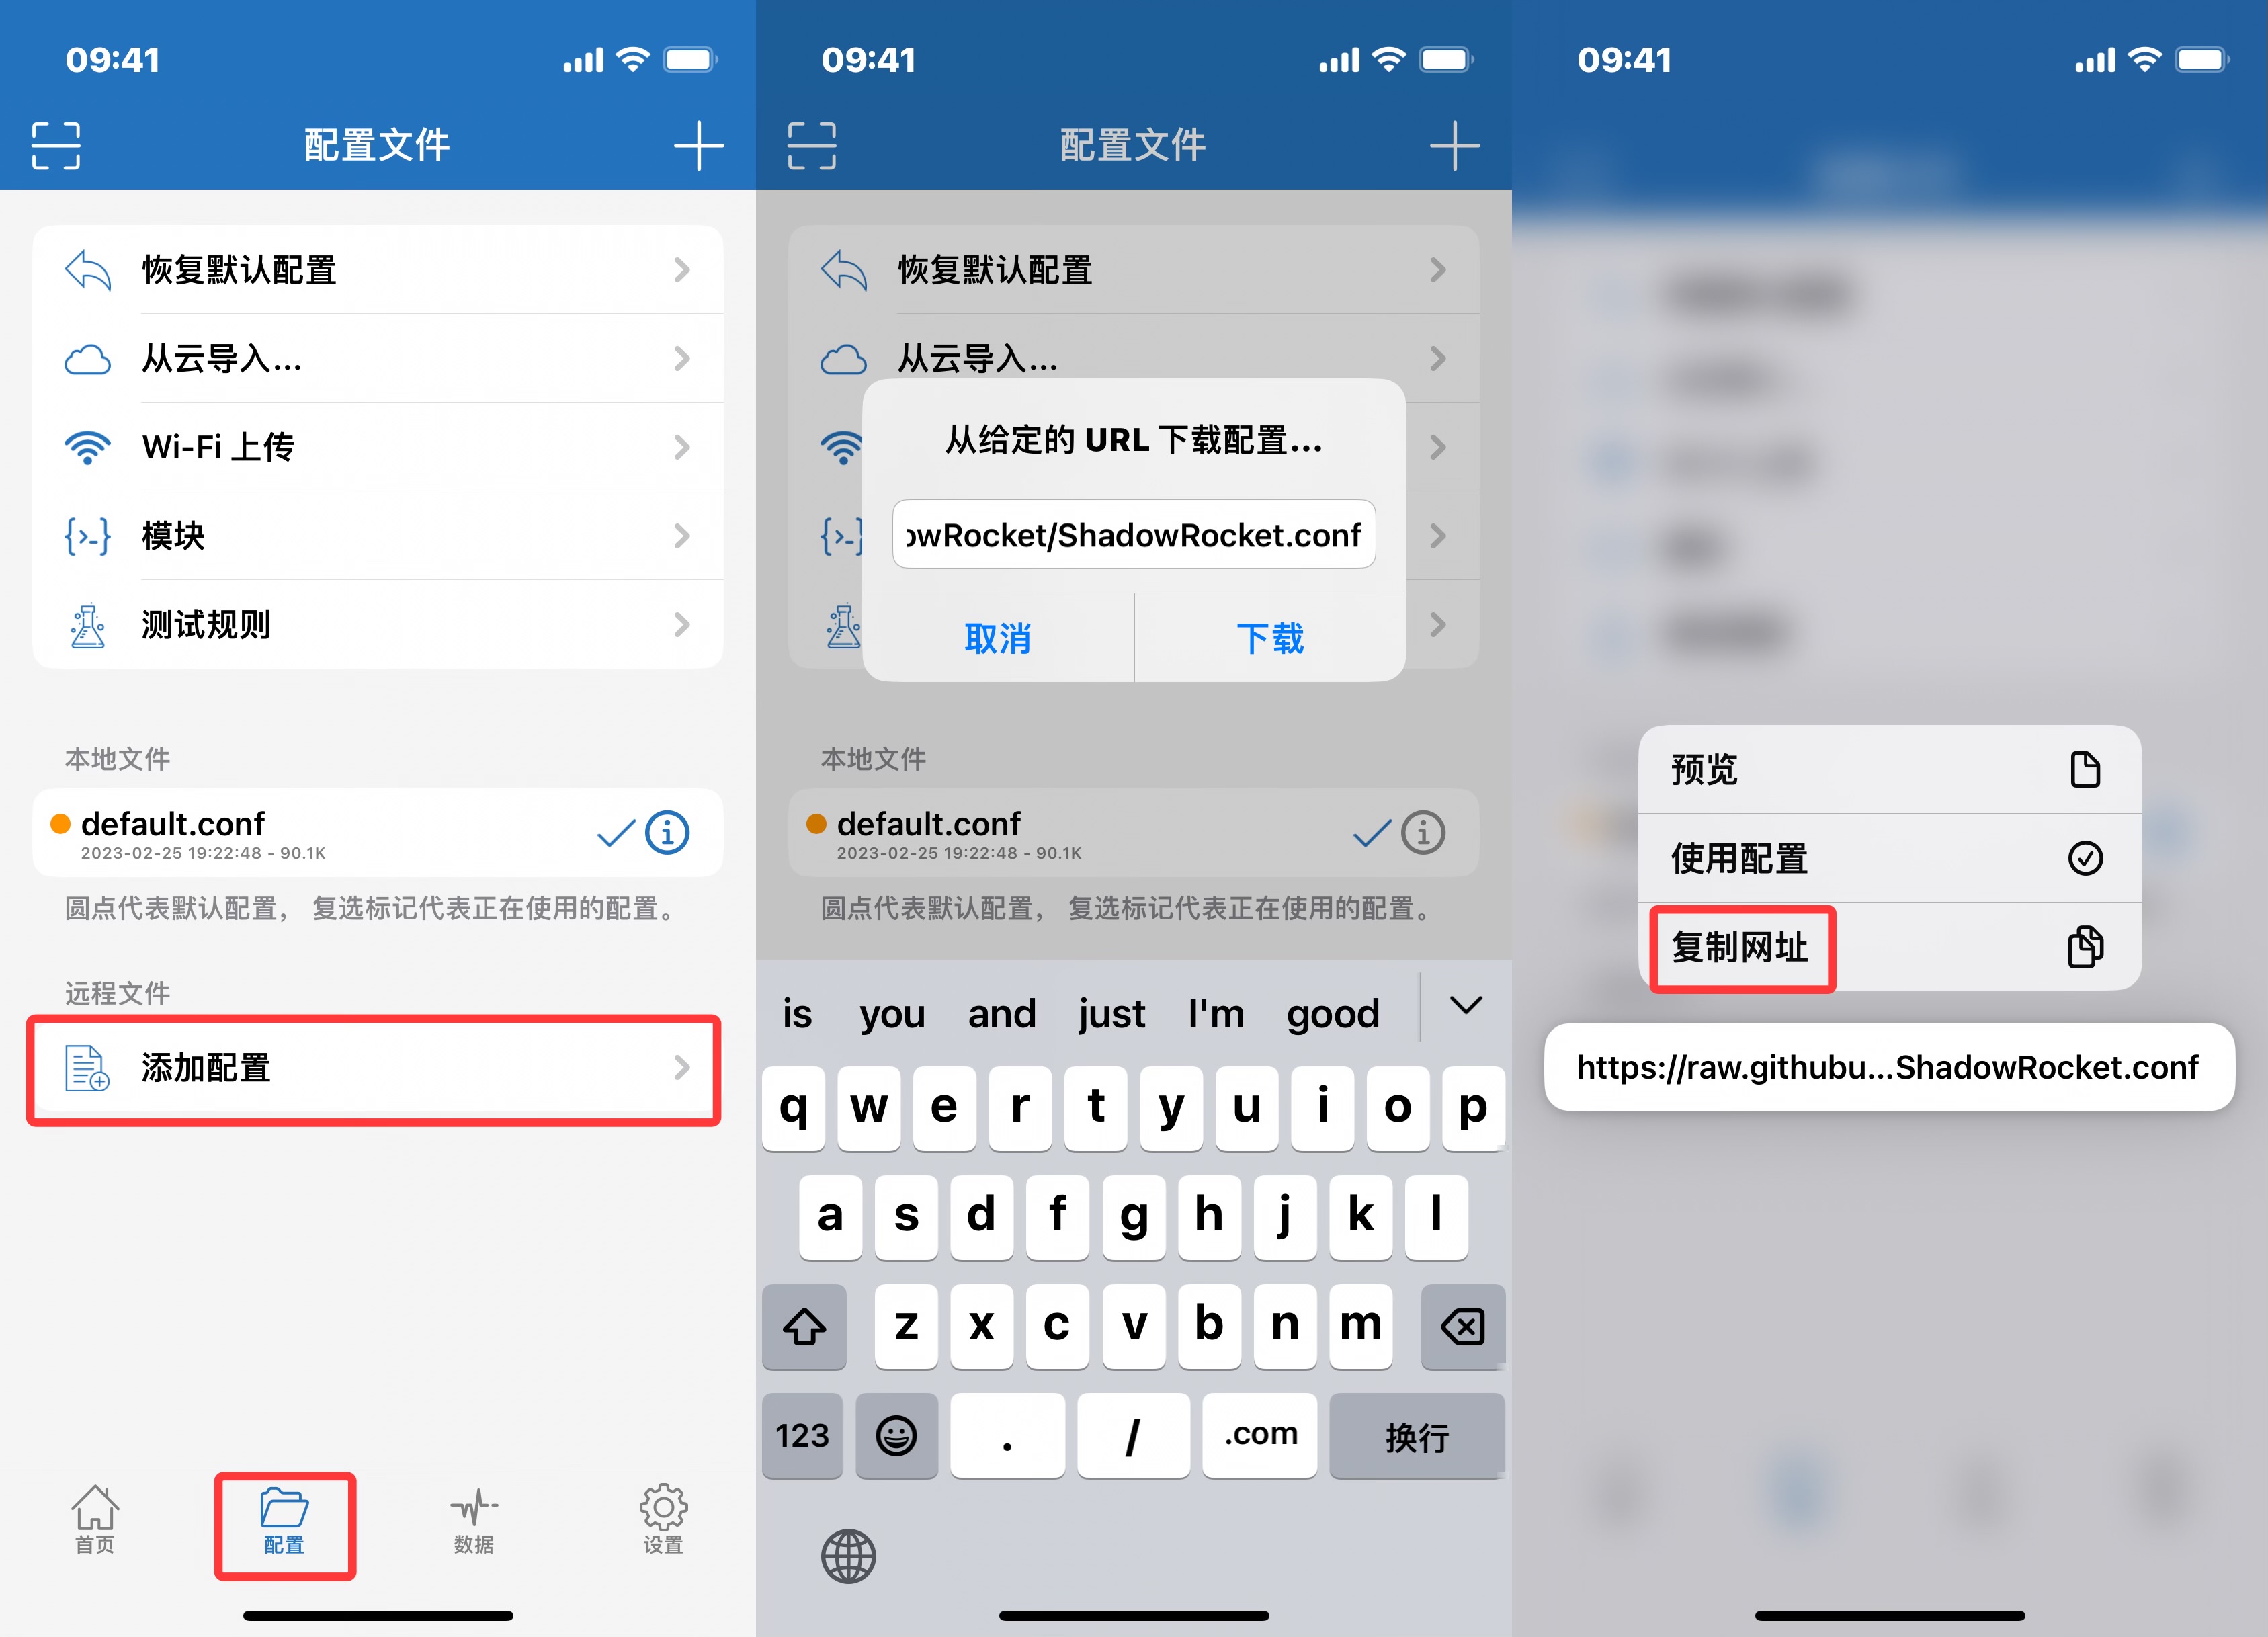 09:41
配置文件
恢复默认配置
从云导入...
Wi-Fi 上传
模块
测试规则
本地文件
default.conf
2023-02-25 19:22:48 - 90.1K
圆点代表默认配置， 复选标记代表正在使用的配置。
远程文件
添加配置
首页
配置
数据
设置
09:41
配置文件
恢复默认配置
从云导入...
从给定的 URL 下载配置...
owRocket/ShadowRocket.conf
取消
下载
本地文件
default.conf
2023-02-25 19:22:48 - 90.1K
圆点代表默认配置， 复选标记代表正在使用的配置。
is you and just I'm good
q w e r t y u i o p
a s d f g h j k l
z x c v b n m
123 . / .com 换行
09:41
预览
使用配置
复制网址
https://raw.githubu...ShadowRocket.conf